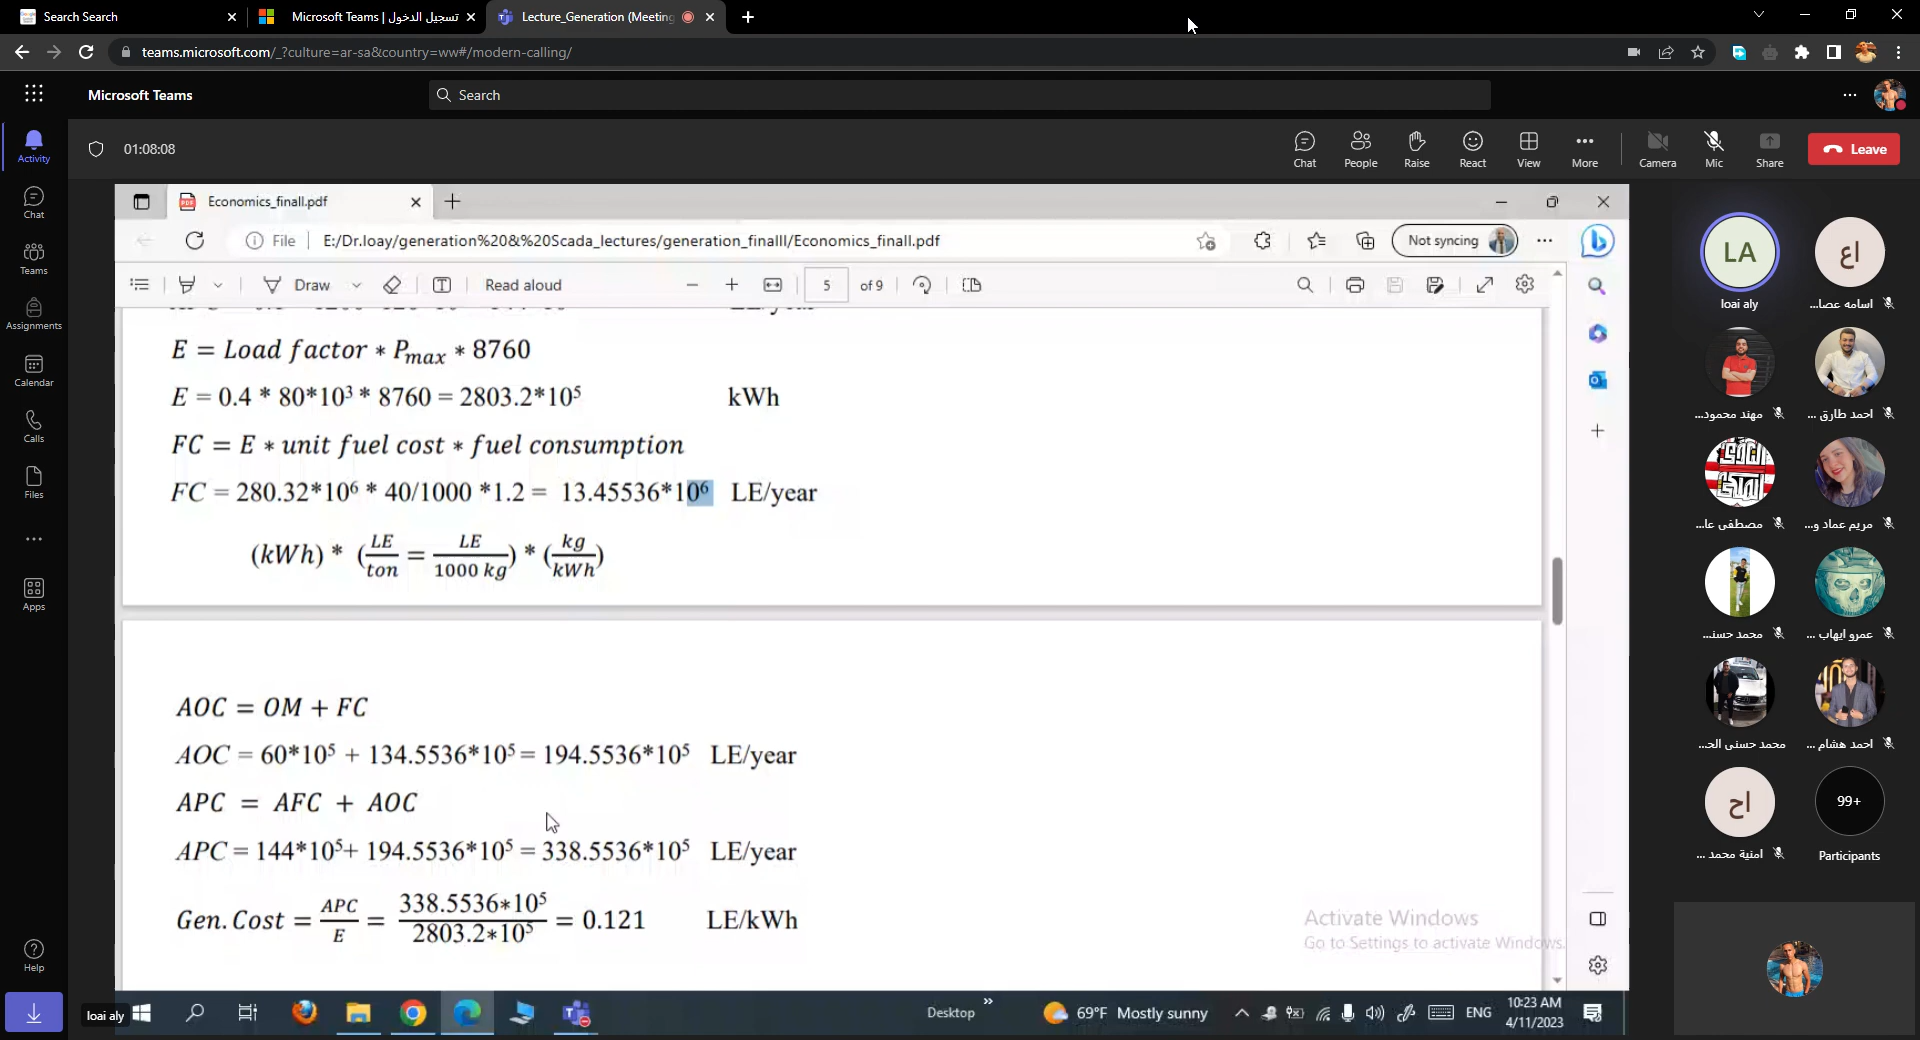 Search Search
Microsoft Teams | تسجيل الدخول
Lecture_Generation (Meeting
teams.microsoft.com/_?culture=ar-sa&country=ww#/modern-calling/
Microsoft Teams
Search
01:08:08
Chat
People
Raise
React
View
More
Camera
Mic
Share
Leave
Activity
Chat
Teams
Assignments
Calendar
Calls
Files
Apps
Help
Economics_finall.pdf
File
E:/Dr.loay/generation%20&%20Scada_lectures/generation_finalll/Economics_finall.pdf
Not syncing
Draw
Read aloud
5 of 9
E = Load factor * Pmax * 8760
E = 0.4 * 80*10³ * 8760 = 2803.2*10⁵ kWh
FC = E * unit fuel cost * fuel consumption
FC = 280.32*10⁶ * 40/1000 *1.2 = 13.45536*10⁶ LE/year
(kWh) * (LE/ton = LE/1000 kg) * (kg/kWh)
AOC = OM + FC
AOC = 60*10⁵ + 134.5536*10⁵ = 194.5536*10⁵ LE/year
APC = AFC + AOC
APC = 144*10⁵+ 194.5536*10⁵ = 338.5536*10⁵ LE/year
Gen. Cost = APC/E = 338.5536*10⁵/2803.2*10⁵ = 0.121 LE/kWh
Activate Windows
Go to Settings to activate Windows.
LA
loai aly
اع
اسامه عصا...
مهند محمود...
احمد طارق ...
مصطفى عا...
مريم عماد و...
محمد حسنـ...
عمرو ايهاب ...
محمد حسنى الحـ...
احمد هشام ...
اح
امنية محمد ...
99+
Participants
loai aly
Desktop
69°F Mostly sunny
ENG
10:23 AM
4/11/2023